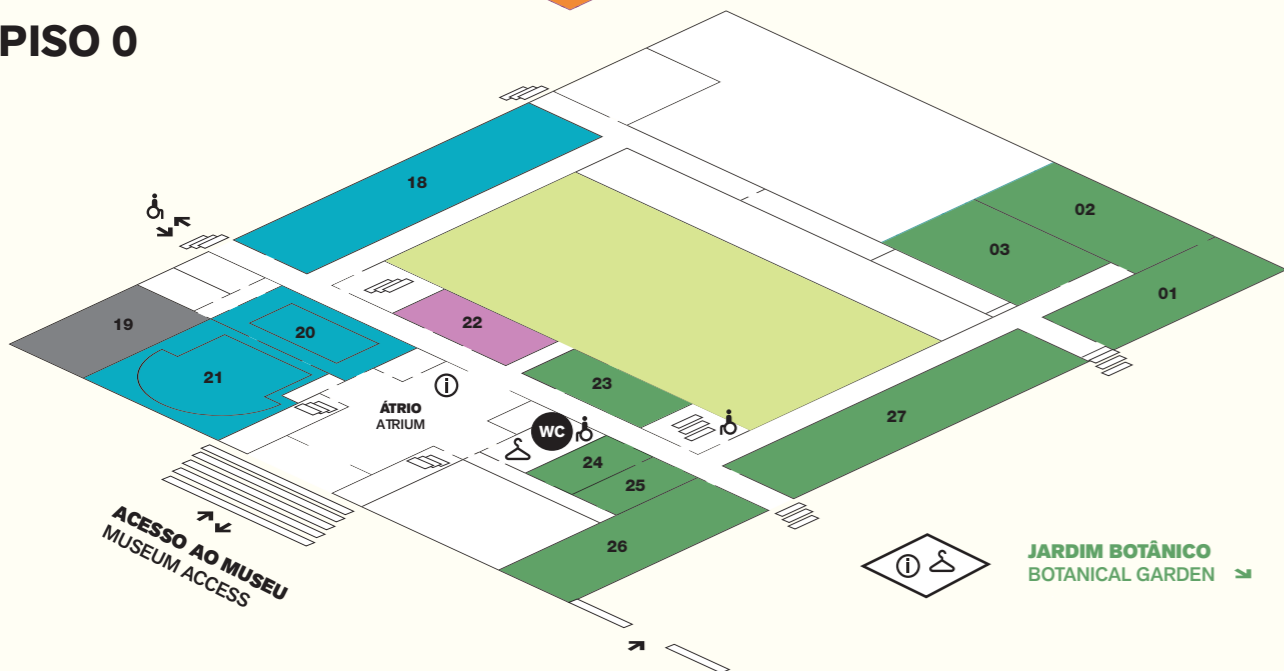 PISO 0
18
02
03
01
19
20
22
21
23
ÁTRIO
ATRIUM
27
WC
24
25
26
ACESSO AO MUSEU
MUSEUM ACCESS
JARDIM BOTÂNICO
BOTANICAL GARDEN